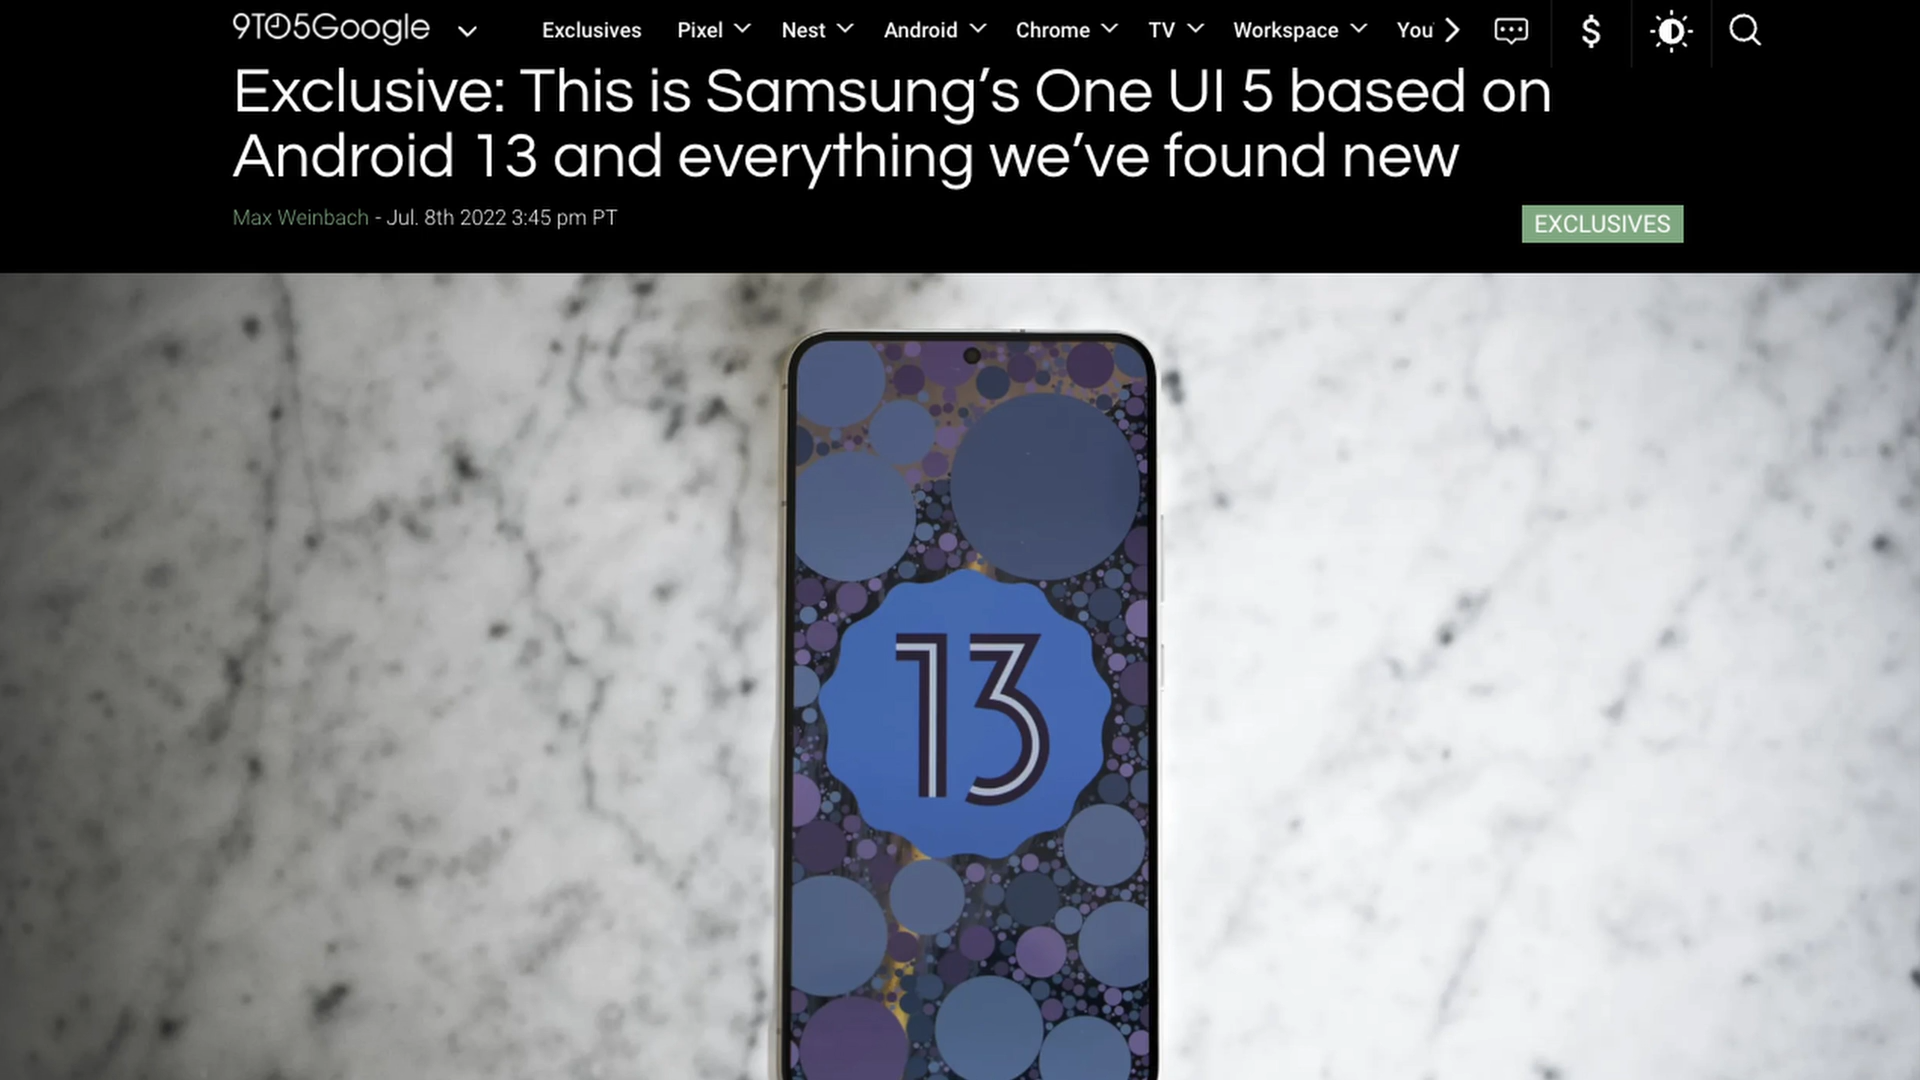 9TO5Google
Exclusives Pixel Nest Android Chrome TV Workspace You
$
Exclusive: This is Samsung’s One UI 5 based on
Android 13 and everything we’ve found new
Max Weinbach - Jul. 8th 2022 3:45 pm PT
EXCLUSIVES
13